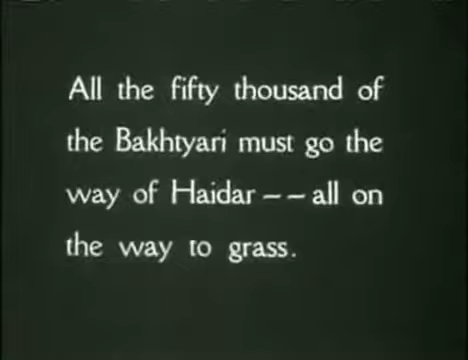 All the fifty thousand of
the Bakhtyari must go the
way of Haidar -- all on
the way to grass.